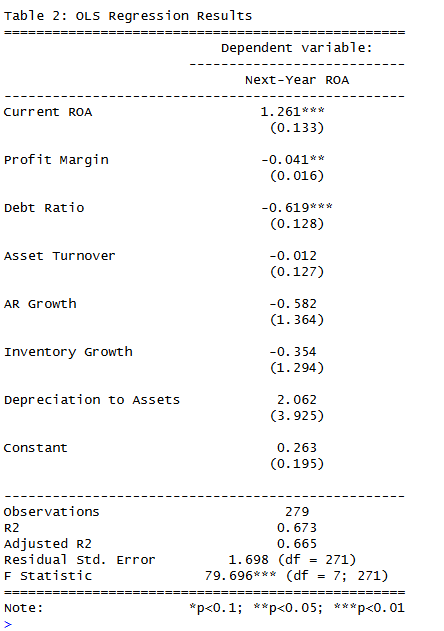 Table 2: OLS Regression Results
==================================================
Dependent variable:
---------------------------
Next-Year ROA
--------------------------------------------------
Current ROA 1.261***
(0.133)
Profit Margin -0.041**
(0.016)
Debt Ratio -0.619***
(0.128)
Asset Turnover -0.012
(0.127)
AR Growth -0.582
(1.364)
Inventory Growth -0.354
(1.294)
Depreciation to Assets 2.062
(3.925)
Constant 0.263
(0.195)
--------------------------------------------------
Observations 279
R2 0.673
Adjusted R2 0.665
Residual Std. Error 1.698 (df = 271)
F Statistic 79.696*** (df = 7; 271)
==================================================
Note: *p<0.1; **p<0.05; ***p<0.01
>